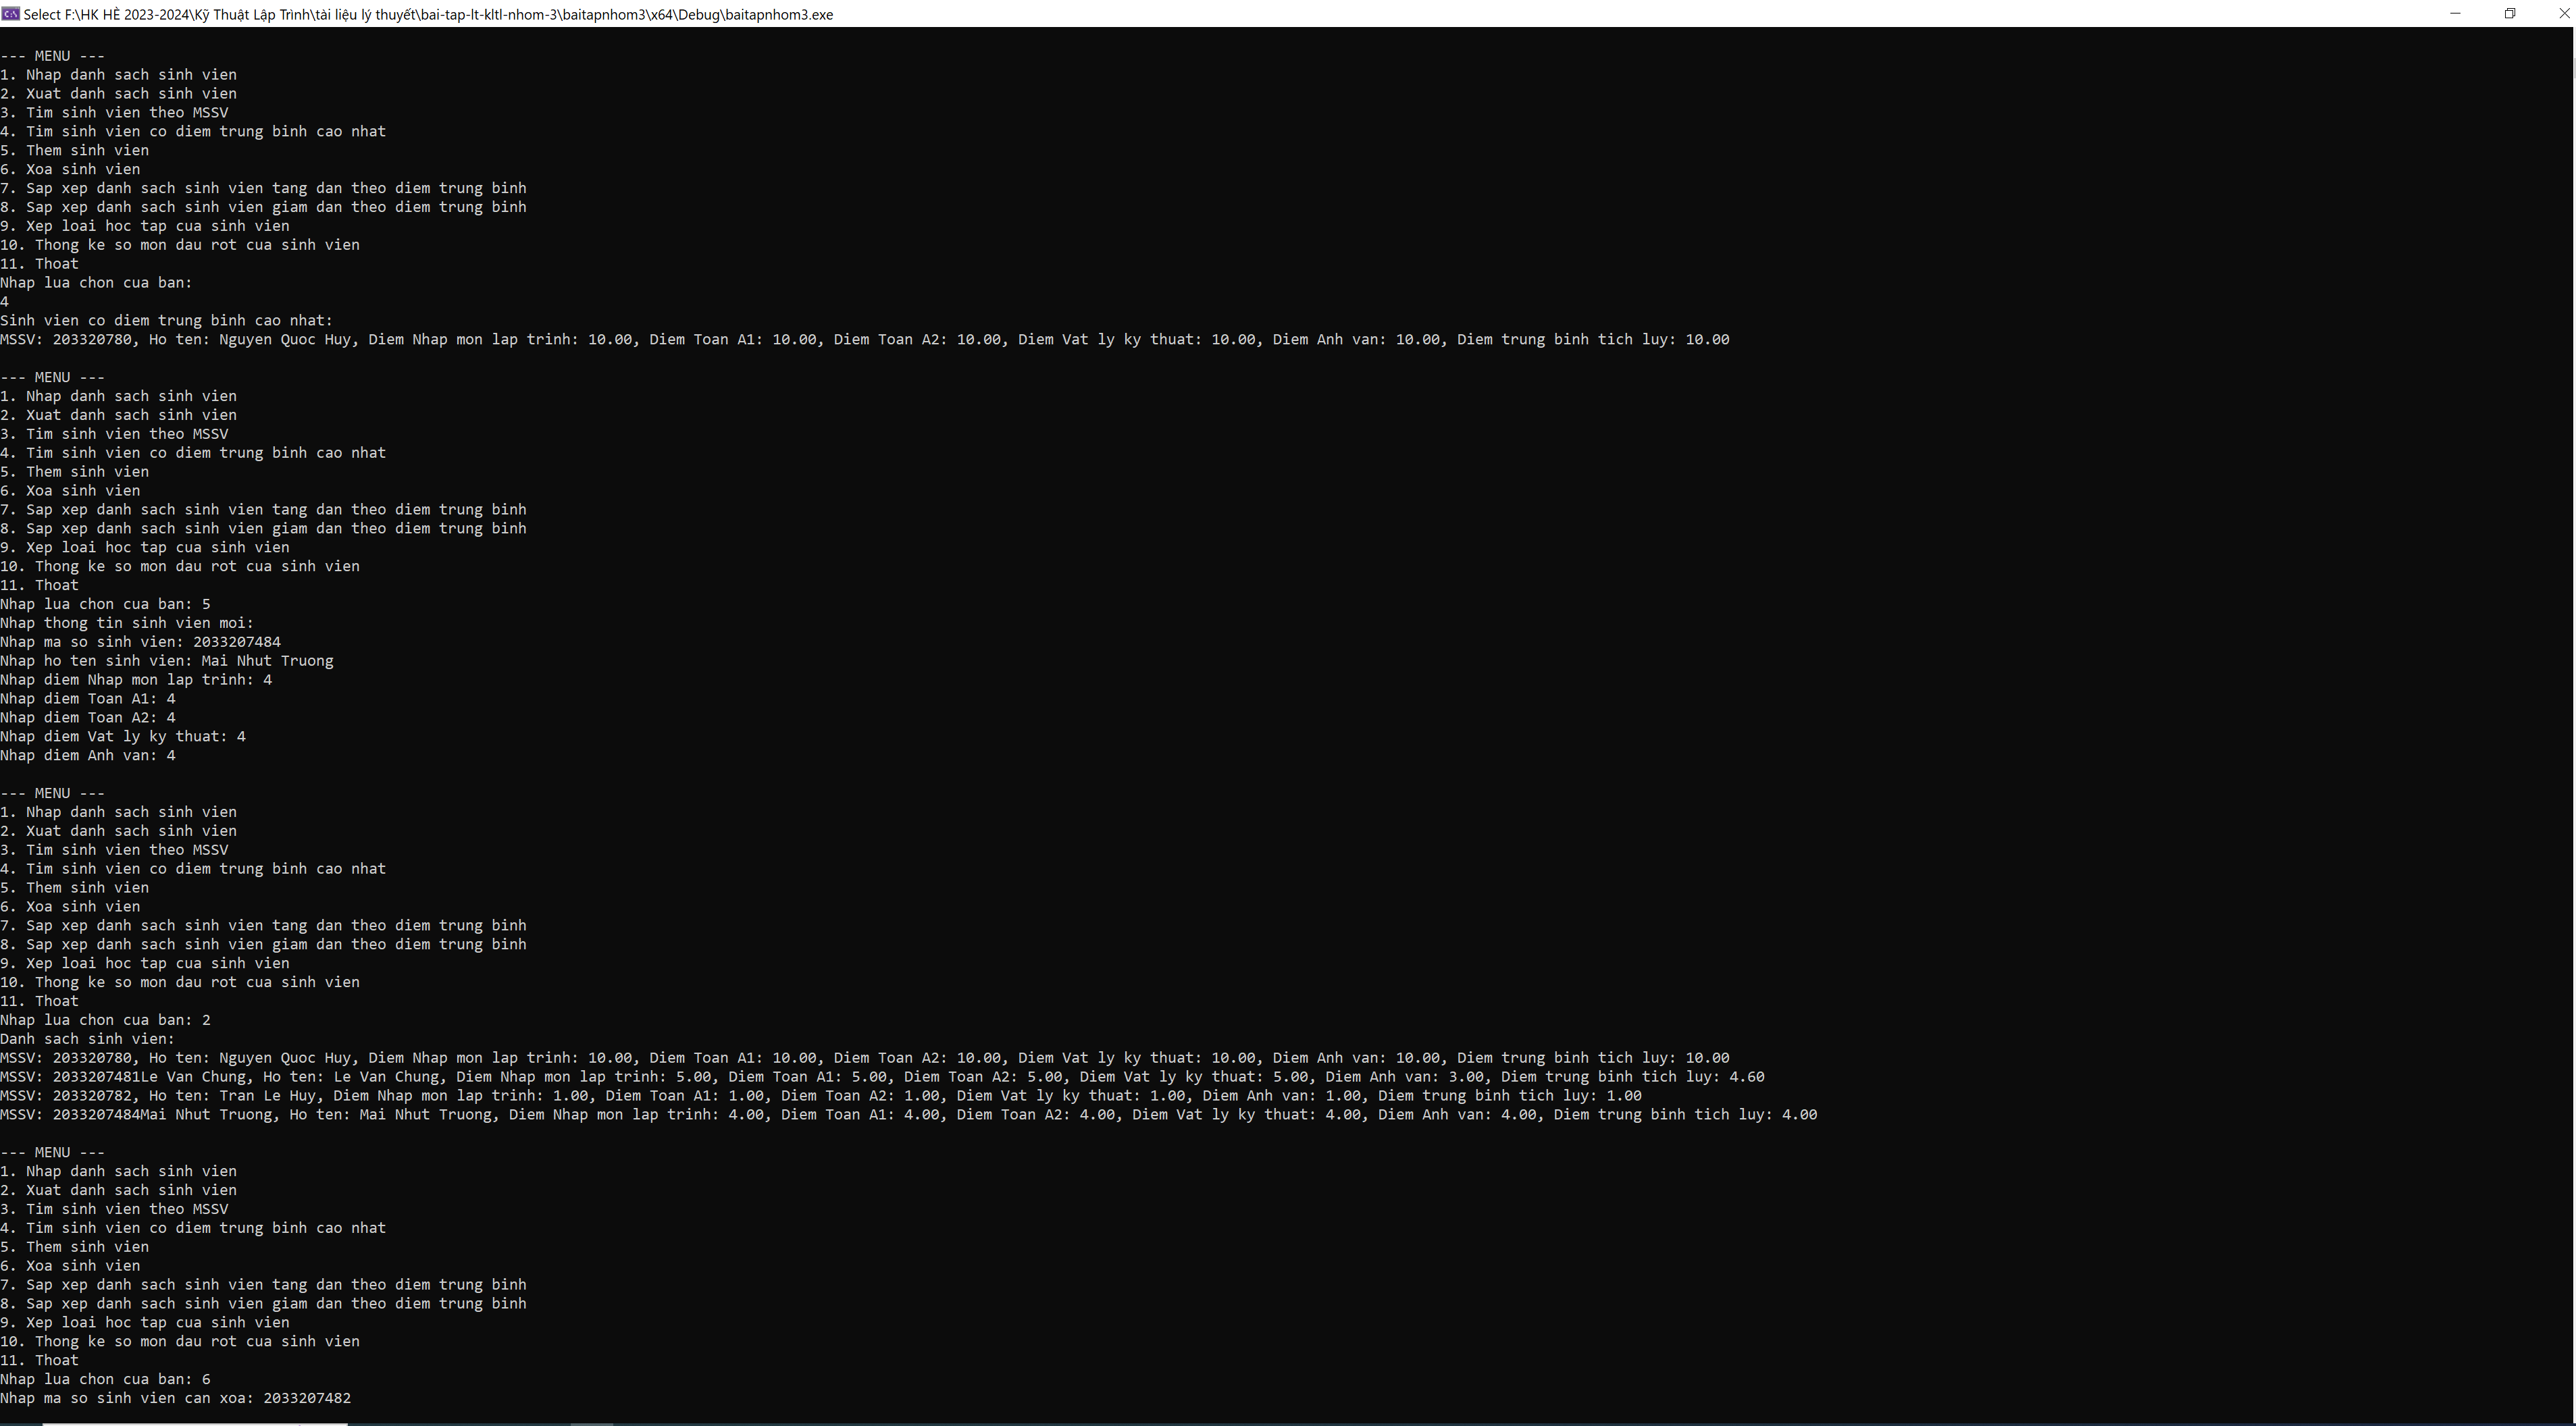 Select F:\HK HÈ 2023-2024\Kỹ Thuật Lập Trình\tài liệu lý thuyết\bai-tap-lt-kltl-nhom-3\baitapnhom3\x64\Debug\baitapnhom3.exe
--- MENU ---
1. Nhap danh sach sinh vien
2. Xuat danh sach sinh vien
3. Tim sinh vien theo MSSV
4. Tim sinh vien co diem trung binh cao nhat
5. Them sinh vien
6. Xoa sinh vien
7. Sap xep danh sach sinh vien tang dan theo diem trung binh
8. Sap xep danh sach sinh vien giam dan theo diem trung binh
9. Xep loai hoc tap cua sinh vien
10. Thong ke so mon dau rot cua sinh vien
11. Thoat
Nhap lua chon cua ban:
4
Sinh vien co diem trung binh cao nhat:
MSSV: 203320780, Ho ten: Nguyen Quoc Huy, Diem Nhap mon lap trinh: 10.00, Diem Toan A1: 10.00, Diem Toan A2: 10.00, Diem Vat ly ky thuat: 10.00, Diem Anh van: 10.00, Diem trung binh tich luy: 10.00
--- MENU ---
1. Nhap danh sach sinh vien
2. Xuat danh sach sinh vien
3. Tim sinh vien theo MSSV
4. Tim sinh vien co diem trung binh cao nhat
5. Them sinh vien
6. Xoa sinh vien
7. Sap xep danh sach sinh vien tang dan theo diem trung binh
8. Sap xep danh sach sinh vien giam dan theo diem trung binh
9. Xep loai hoc tap cua sinh vien
10. Thong ke so mon dau rot cua sinh vien
11. Thoat
Nhap lua chon cua ban: 5
Nhap thong tin sinh vien moi:
Nhap ma so sinh vien: 2033207484
Nhap ho ten sinh vien: Mai Nhut Truong
Nhap diem Nhap mon lap trinh: 4
Nhap diem Toan A1: 4
Nhap diem Toan A2: 4
Nhap diem Vat ly ky thuat: 4
Nhap diem Anh van: 4
--- MENU ---
1. Nhap danh sach sinh vien
2. Xuat danh sach sinh vien
3. Tim sinh vien theo MSSV
4. Tim sinh vien co diem trung binh cao nhat
5. Them sinh vien
6. Xoa sinh vien
7. Sap xep danh sach sinh vien tang dan theo diem trung binh
8. Sap xep danh sach sinh vien giam dan theo diem trung binh
9. Xep loai hoc tap cua sinh vien
10. Thong ke so mon dau rot cua sinh vien
11. Thoat
Nhap lua chon cua ban: 2
Danh sach sinh vien:
MSSV: 203320780, Ho ten: Nguyen Quoc Huy, Diem Nhap mon lap trinh: 10.00, Diem Toan A1: 10.00, Diem Toan A2: 10.00, Diem Vat ly ky thuat: 10.00, Diem Anh van: 10.00, Diem trung binh tich luy: 10.00
MSSV: 2033207481Le Van Chung, Ho ten: Le Van Chung, Diem Nhap mon lap trinh: 5.00, Diem Toan A1: 5.00, Diem Toan A2: 5.00, Diem Vat ly ky thuat: 5.00, Diem Anh van: 3.00, Diem trung binh tich luy: 4.60
MSSV: 203320782, Ho ten: Tran Le Huy, Diem Nhap mon lap trinh: 1.00, Diem Toan A1: 1.00, Diem Toan A2: 1.00, Diem Vat ly ky thuat: 1.00, Diem Anh van: 1.00, Diem trung binh tich luy: 1.00
MSSV: 2033207484Mai Nhut Truong, Ho ten: Mai Nhut Truong, Diem Nhap mon lap trinh: 4.00, Diem Toan A1: 4.00, Diem Toan A2: 4.00, Diem Vat ly ky thuat: 4.00, Diem Anh van: 4.00, Diem trung binh tich luy: 4.00
--- MENU ---
1. Nhap danh sach sinh vien
2. Xuat danh sach sinh vien
3. Tim sinh vien theo MSSV
4. Tim sinh vien co diem trung binh cao nhat
5. Them sinh vien
6. Xoa sinh vien
7. Sap xep danh sach sinh vien tang dan theo diem trung binh
8. Sap xep danh sach sinh vien giam dan theo diem trung binh
9. Xep loai hoc tap cua sinh vien
10. Thong ke so mon dau rot cua sinh vien
11. Thoat
Nhap lua chon cua ban: 6
Nhap ma so sinh vien can xoa: 2033207482